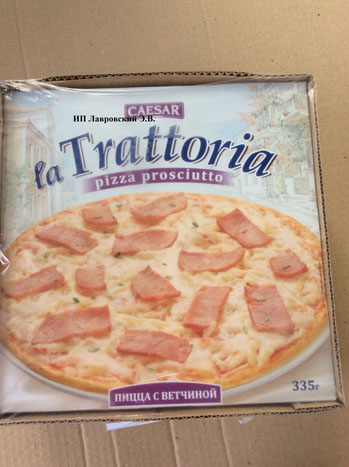 CAESAR
ИП Лавровский Э.В.
la Trattoria
pizza prosciutto
335г
ПИЦЦА С ВЕТЧИНОЙ